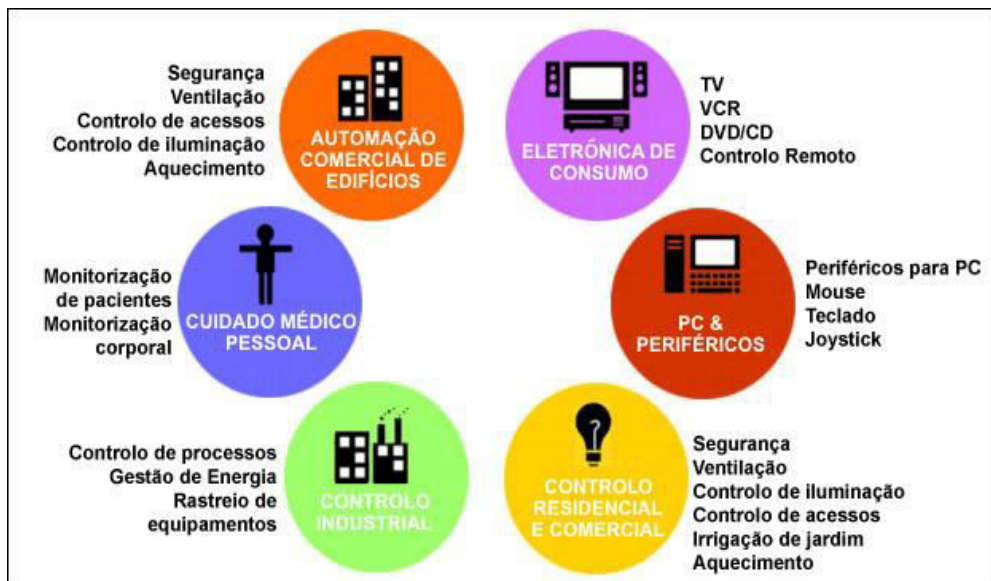 Segurança
Ventilação
Controlo de acessos
Controlo de iluminação
Aquecimento
AUTOMAÇÃO
COMERCIAL DE
EDIFÍCIOS
ELETRÓNICA DE
CONSUMO
TV
VCR
DVD/CD
Controlo Remoto
Monitorização
de pacientes
Monitorização
corporal
CUIDADO MÉDICO
PESSOAL
PC &
PERIFÉRICOS
Periféricos para PC
Mouse
Teclado
Joystick
Controlo de processos
Gestão de Energia
Rastreio de
equipamentos
CONTROLO
INDUSTRIAL
CONTROLO
RESIDENCIAL
E COMERCIAL
Segurança
Ventilação
Controlo de iluminação
Controlo de acessos
Irrigação de jardim
Aquecimento